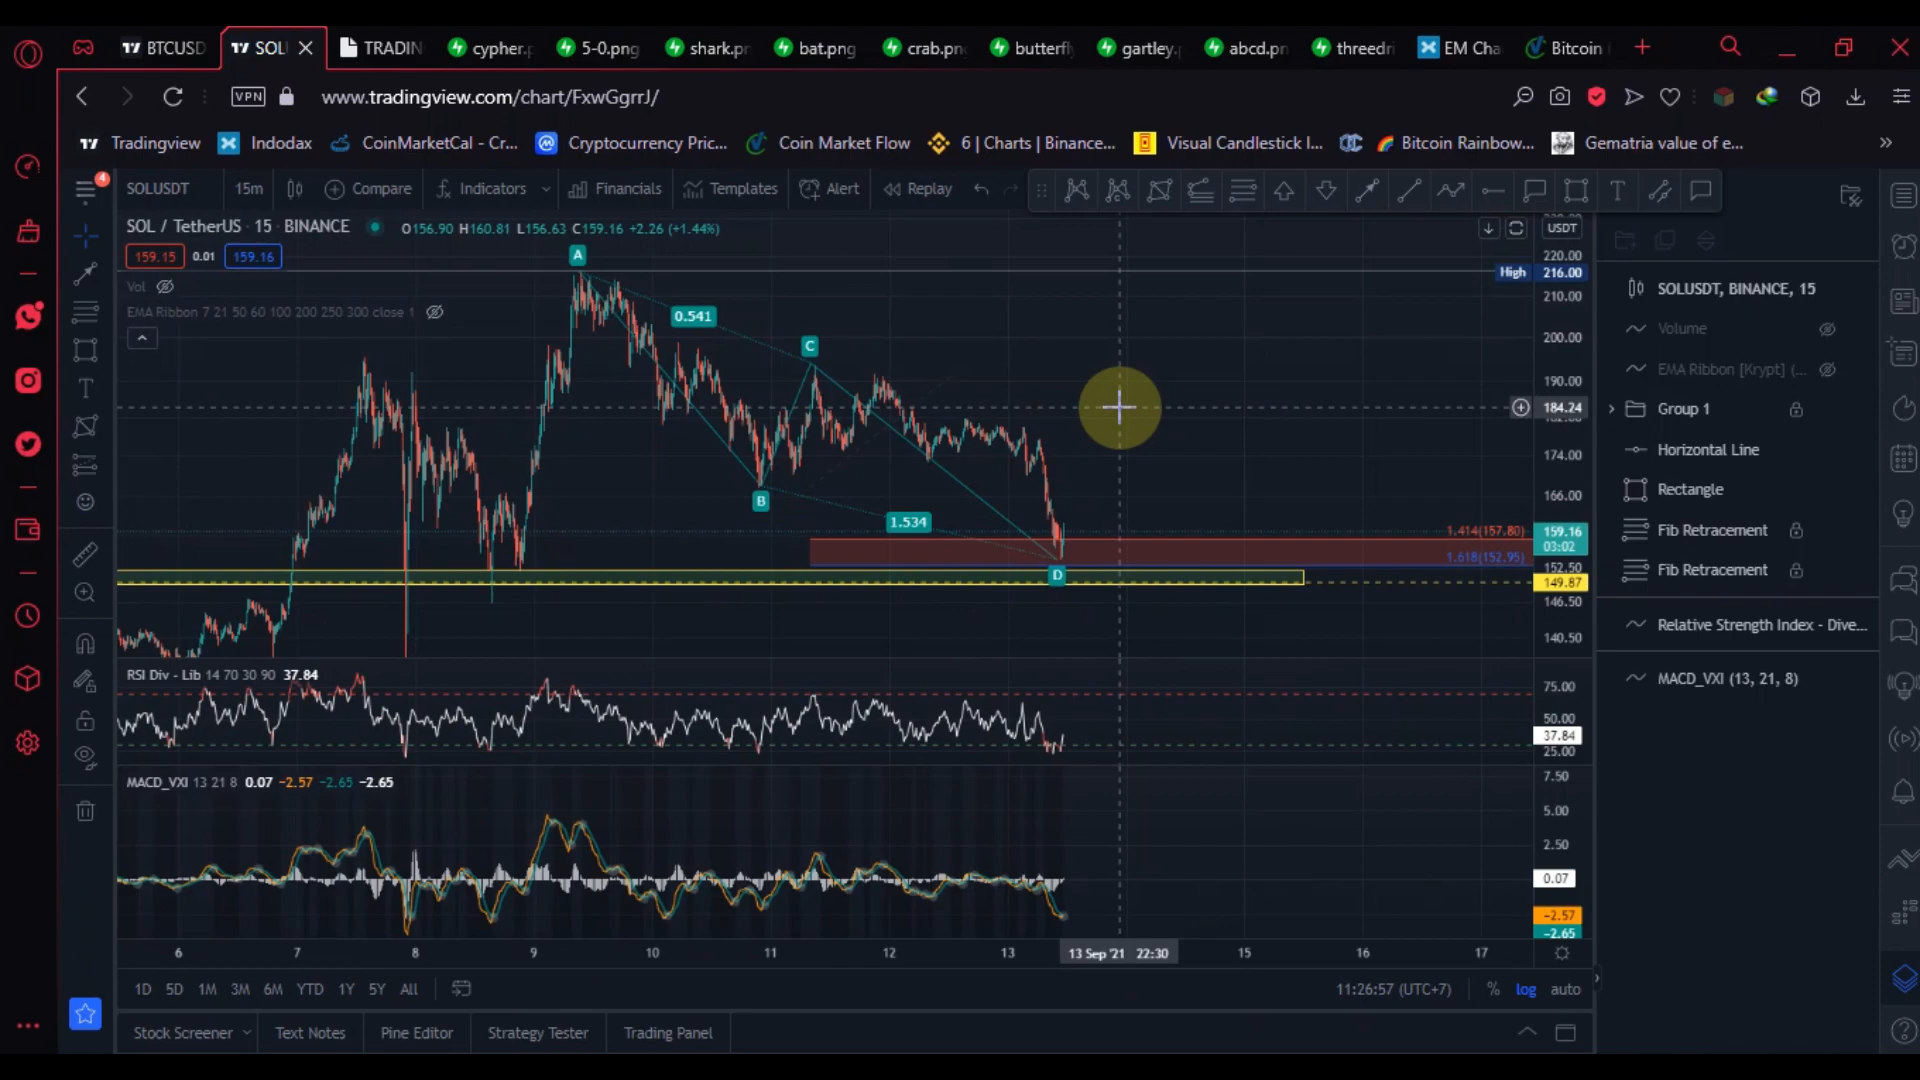 BTCUSD
SOL
TRADIN
cypher.p
5-0.png
shark.pn
bat.png
crab.png
butterfl
gartley.
abcd.pn
threedri
EM Cha
Bitcoin
VPN
www.tradingview.com/chart/FxwGgrrJ/
Tradingview
Indodax
CoinMarketCal - Cr...
Cryptocurrency Pric...
Coin Market Flow
6 | Charts | Binance...
Visual Candlestick I...
Bitcoin Rainbow...
Gematria value of e...
4
SOLUSDT
15m
Compare
Indicators
Financials
Templates
Alert
Replay
SOL / TetherUS · 15 · BINANCE
O156.90 H160.81 L156.63 C159.16 +2.26 (+1.44%)
USDT
159.15
0.01
159.16
Vol
EMA Ribbon 7 21 50 60 100 200 250 300 close 1
A
0.541
C
B
1.534
D
High
216.00
220.00
210.00
200.00
190.00
184.24
174.00
166.00
1.414(157.80)
159.16
03:02
1.618(152.95)
152.50
149.87
146.50
140.50
SOLUSDT, BINANCE, 15
Volume
EMA Ribbon [Krypt] (...
Group 1
Horizontal Line
Rectangle
Fib Retracement
Fib Retracement
Relative Strength Index - Dive...
MACD_VXI (13, 21, 8)
RSI Div - Lib 14 70 30 90 37.84
75.00
50.00
37.84
25.00
MACD_VXI 13 21 8 0.07 −2.57 −2.65 −2.65
7.50
5.00
2.50
0.07
−2.57
−2.65
6
7
8
9
10
11
12
13
13 Sep '21 22:30
15
16
17
1D
5D
1M
3M
6M
YTD
1Y
5Y
All
11:26:57 (UTC+7)
%
log
auto
Stock Screener
Text Notes
Pine Editor
Strategy Tester
Trading Panel